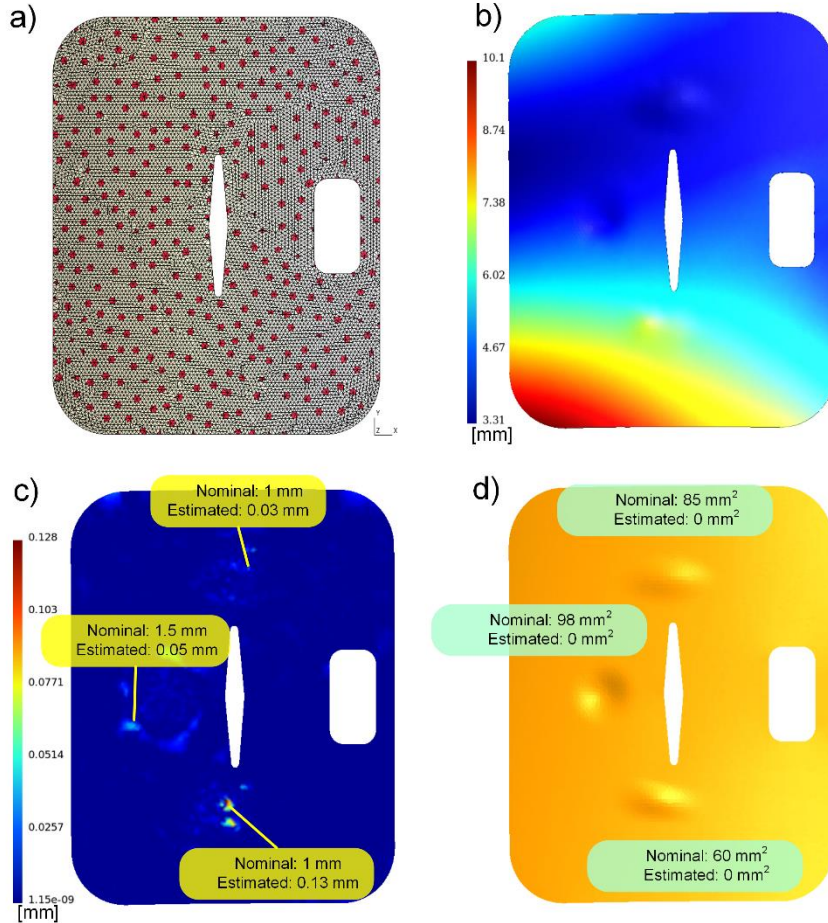 a)
b)
Y
Z
X
10.1
8.74
7.38
6.02
4.67
3.31
[mm]
c)
d)
Nominal: 1 mm
Estimated: 0.03 mm
Nominal: 85 mm²
Estimated: 0 mm²
0.128
0.103
0.0771
0.0514
0.0257
1.15e-09
[mm]
Nominal: 1.5 mm
Estimated: 0.05 mm
Nominal: 98 mm²
Estimated: 0 mm²
Nominal: 1 mm
Estimated: 0.13 mm
Nominal: 60 mm²
Estimated: 0 mm²